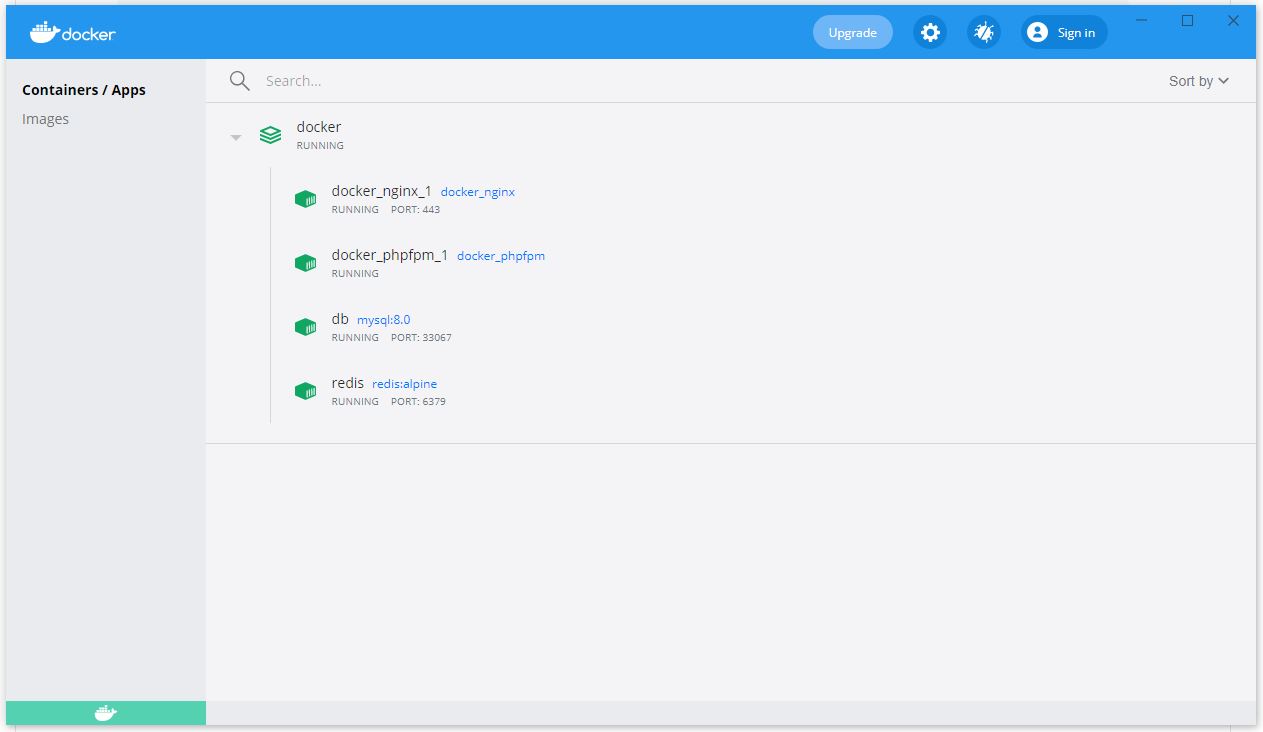 docker
Upgrade
Sign in
Containers / Apps
Images
Search...
Sort by
docker
RUNNING
docker_nginx_1 docker_nginx
RUNNING PORT: 443
docker_phpfpm_1 docker_phpfpm
RUNNING
db mysql:8.0
RUNNING PORT: 33067
redis redis:alpine
RUNNING PORT: 6379